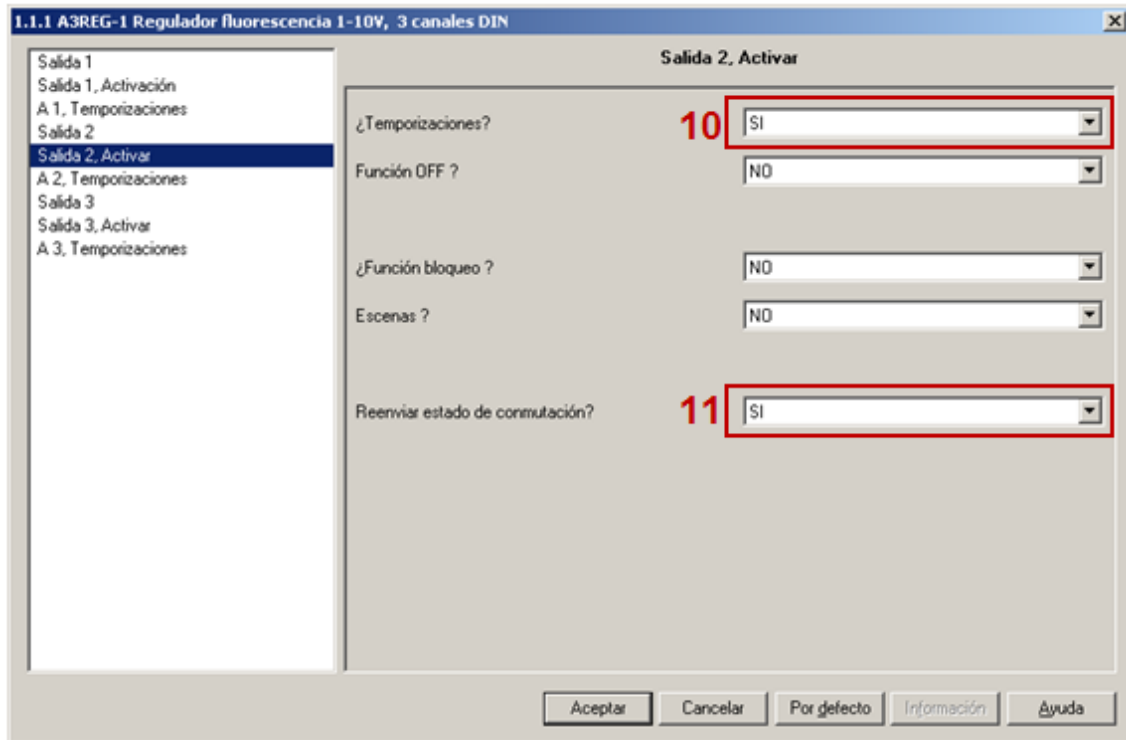 1.1.1 A3REG-1 Regulador fluorescencia 1-10V, 3 canales DIN
Salida 1
Salida 1, Activación
A 1, Temporizaciones
Salida 2
Salida 2, Activar
A 2, Temporizaciones
Salida 3
Salida 3, Activar
A 3, Temporizaciones
Salida 2, Activar
¿Temporizaciones? 10 SI
Función OFF ? NO
¿Función bloqueo ? NO
Escenas ? NO
Reenviar estado de conmutación? 11 SI
Aceptar Cancelar Por defecto Información Ayuda